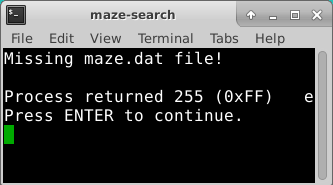 maze-search
File Edit View Terminal Tabs Help
Missing maze.dat file!
Process returned 255 (0xFF) e
Press ENTER to continue.